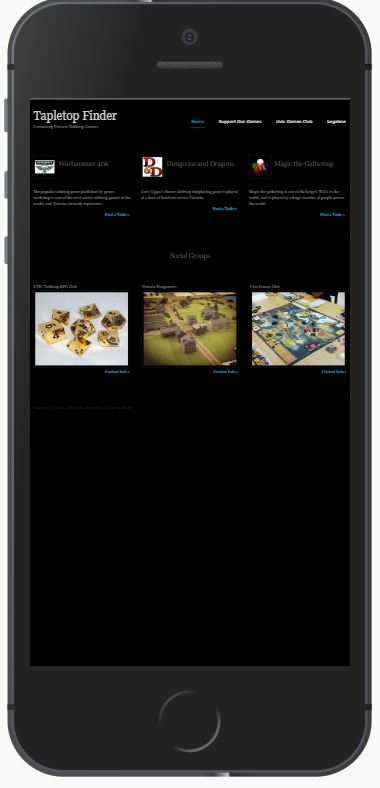 Tapletop Finder
Connecting Victoria Tabletop Gamers
Home Support Our Games Uvic Games Club Legalese
Warhammer 40k
The popular tabletop game published by games
workshop is one of the most active tabletop games in the
world, and Victoria certainly represents.
Find a Table »
D&D
Dungeons and Dragons
Gary Gygax's classic tabletop roleplaying game is played
at a host of locations across Victoria.
Find a Table »
Magic the Gathering
Magic the gathering is one of the largest TCG's in the
world, and is played by a huge number of people across
the world.
Find a Table »
Social Groups
UVIC Tabletop RPG Club
Contact Info »
Victoria Wargamers
Contact Info »
Uvic Games Club
Contact Info »